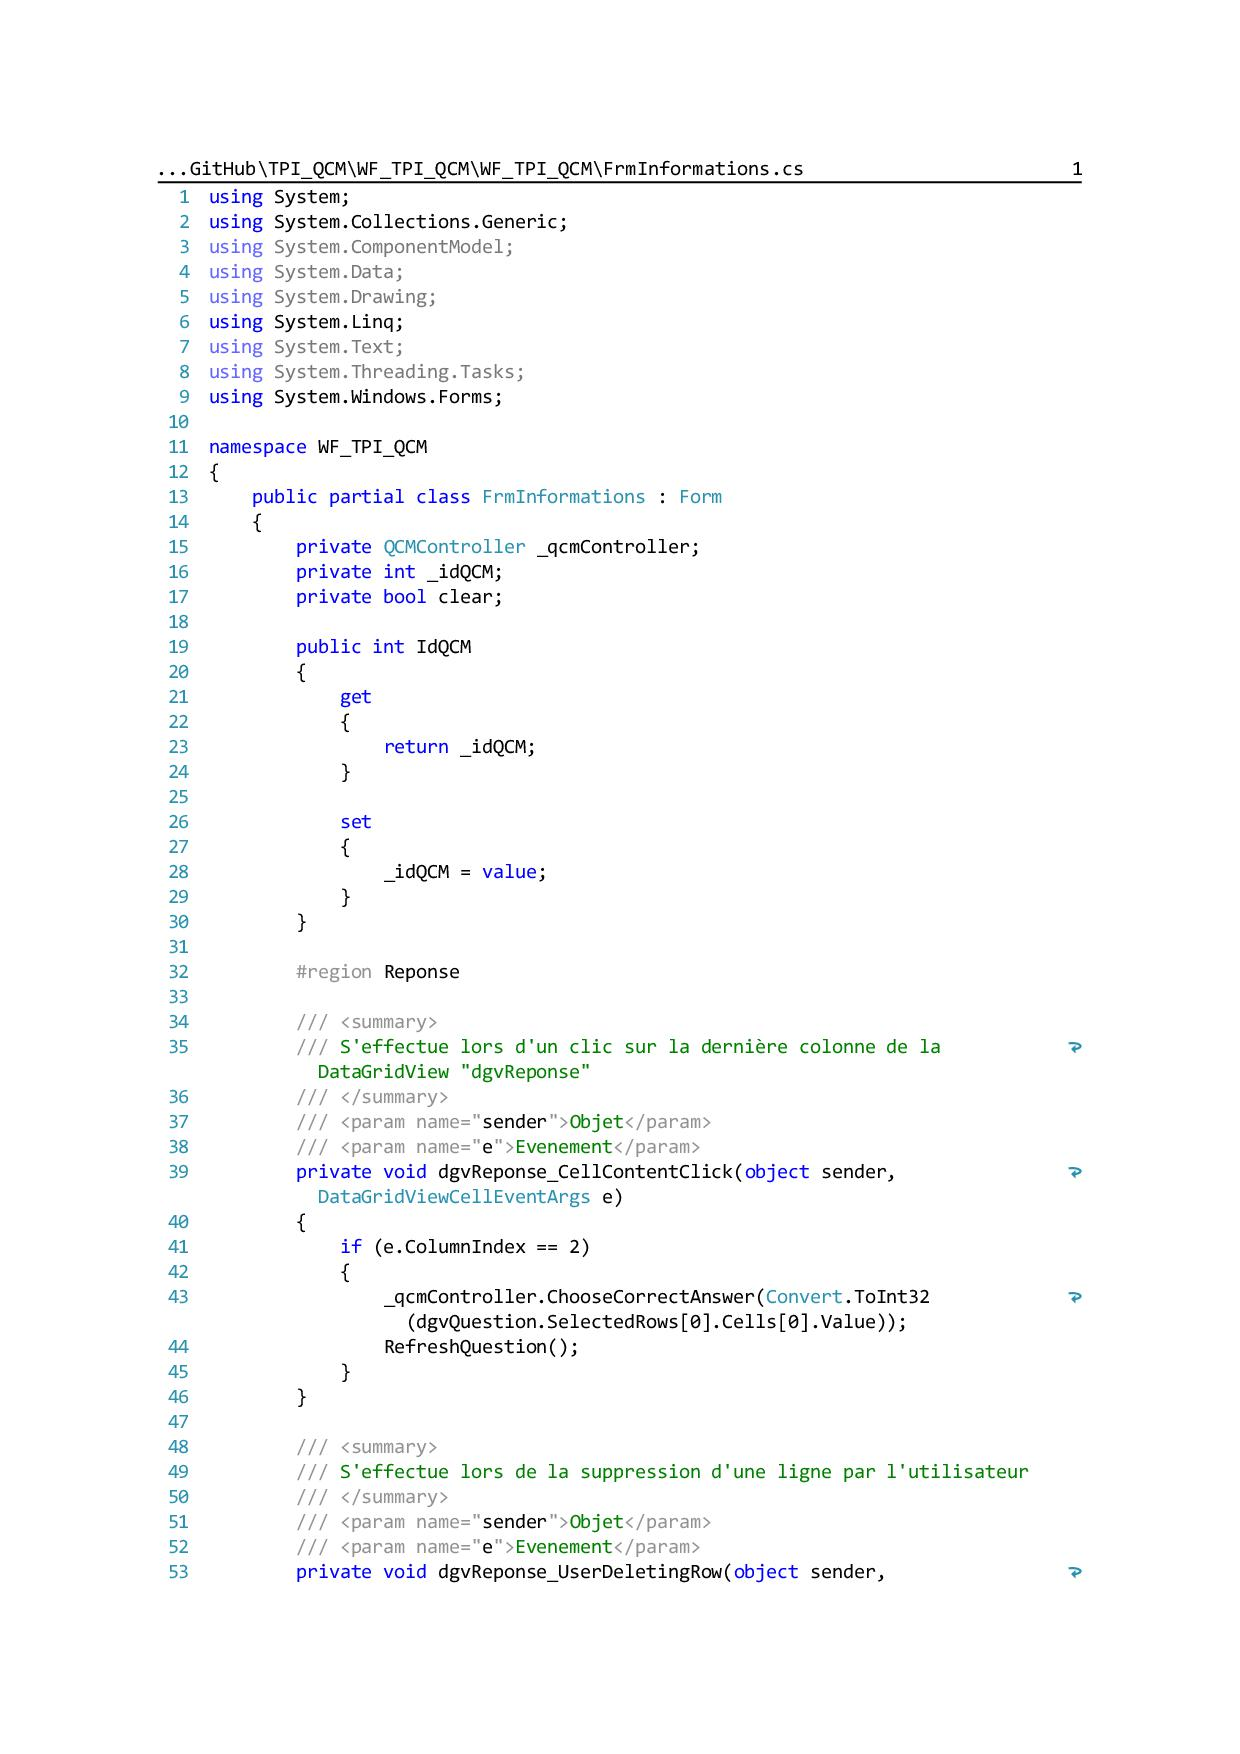 ...GitHub\TPI_QCM\WF_TPI_QCM\WF_TPI_QCM\FrmInformations.cs 1
1 using System;
2 using System.Collections.Generic;
3 using System.ComponentModel;
4 using System.Data;
5 using System.Drawing;
6 using System.Linq;
7 using System.Text;
8 using System.Threading.Tasks;
9 using System.Windows.Forms;
10
11 namespace WF_TPI_QCM
12 {
13     public partial class FrmInformations : Form
14     {
15         private QCMController _qcmController;
16         private int _idQCM;
17         private bool clear;
18
19         public int IdQCM
20         {
21             get
22             {
23                 return _idQCM;
24             }
25
26             set
27             {
28                 _idQCM = value;
29             }
30         }
31
32         #region Reponse
33
34         /// <summary>
35         /// S'effectue lors d'un clic sur la dernière colonne de la
DataGridView "dgvReponse"
36         /// </summary>
37         /// <param name="sender">Objet</param>
38         /// <param name="e">Evenement</param>
39         private void dgvReponse_CellContentClick(object sender,
DataGridViewCellEventArgs e)
40         {
41             if (e.ColumnIndex == 2)
42             {
43                 _qcmController.ChooseCorrectAnswer(Convert.ToInt32
(dgvQuestion.SelectedRows[0].Cells[0].Value));
44                 RefreshQuestion();
45             }
46         }
47
48         /// <summary>
49         /// S'effectue lors de la suppression d'une ligne par l'utilisateur
50         /// </summary>
51         /// <param name="sender">Objet</param>
52         /// <param name="e">Evenement</param>
53         private void dgvReponse_UserDeletingRow(object sender,